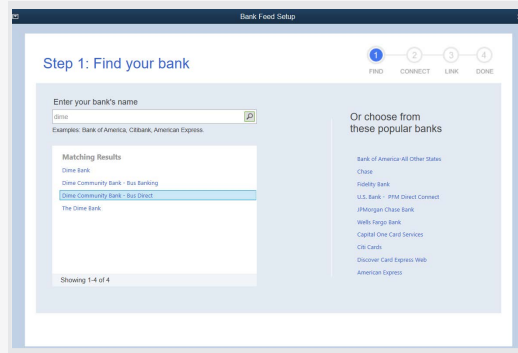 Bank Feed Setup
Step 1: Find your bank
1
2
3
4
FIND
CONNECT
LINK
DONE
Enter your bank's name
dime
Examples: Bank of America, Citibank, American Express.
Matching Results
Dime Bank
Dime Community Bank - Bus Banking
Dime Community Bank - Bus Direct
The Dime Bank
Showing 1-4 of 4
Or choose from
these popular banks
Bank of America-All Other States
Chase
Fidelity Bank
U.S. Bank - PFM Direct Connect
JPMorgan Chase Bank
Wells Fargo Bank
Capital One Card Services
Citi Cards
Discover Card Express Web
American Express